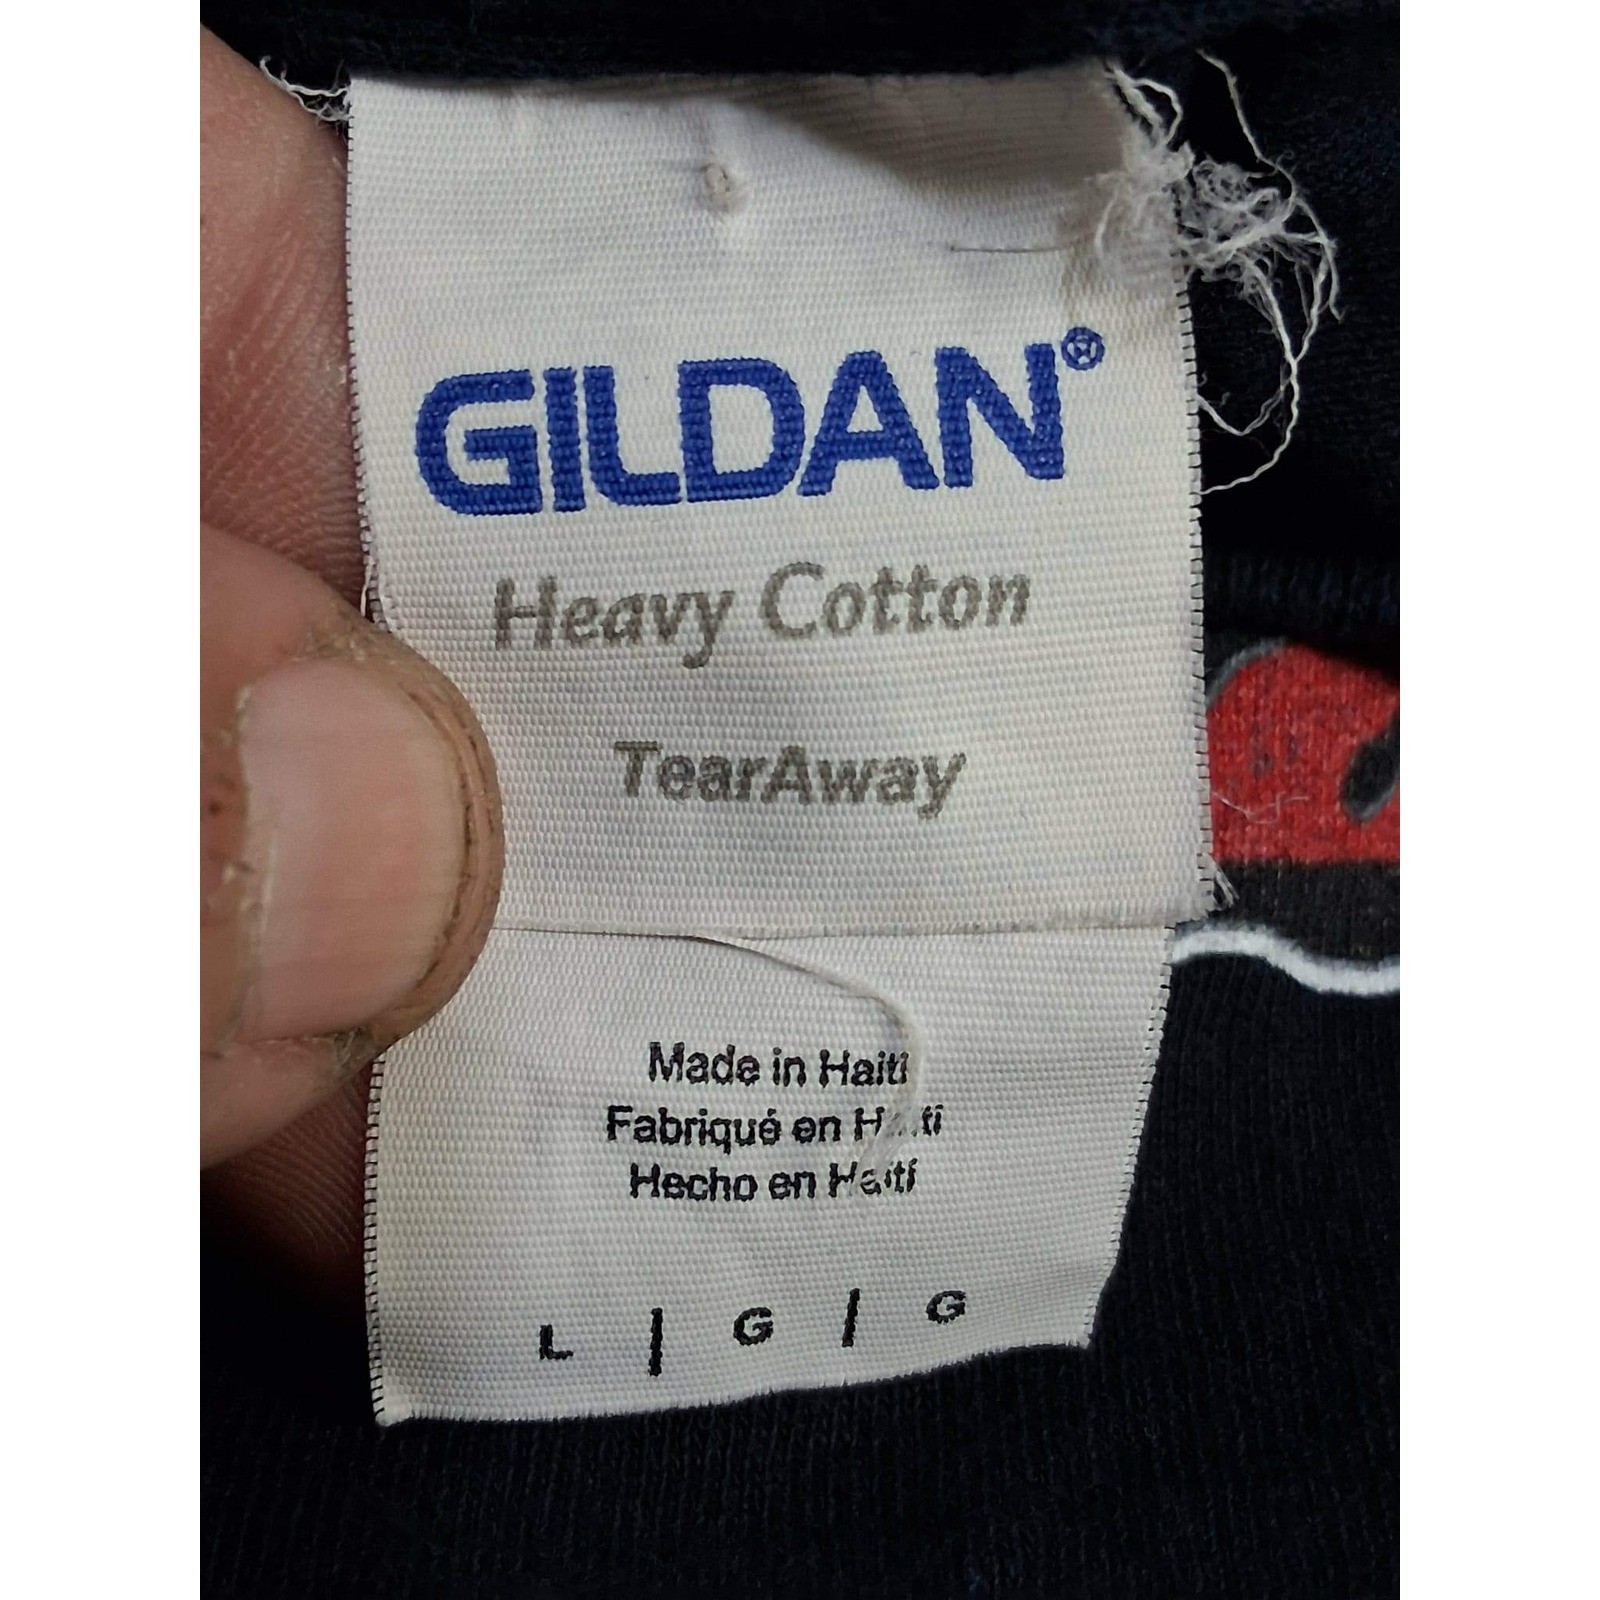 GILDAN®
Heavy Cotton
TearAway
Made in Haiti
Fabriqué en Haïti
Hecho en Haití
L | G | G